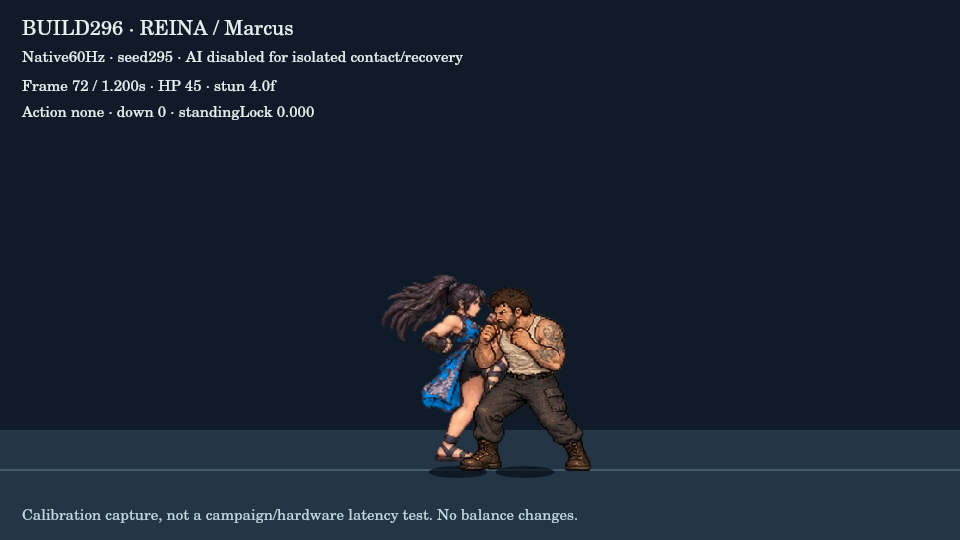 BUILD296 · REINA / Marcus
Native60Hz · seed295 · AI disabled for isolated contact/recovery
Frame 72 / 1.200s · HP 45 · stun 4.0f
Action none · down 0 · standingLock 0.000
Calibration capture, not a campaign/hardware latency test. No balance changes.